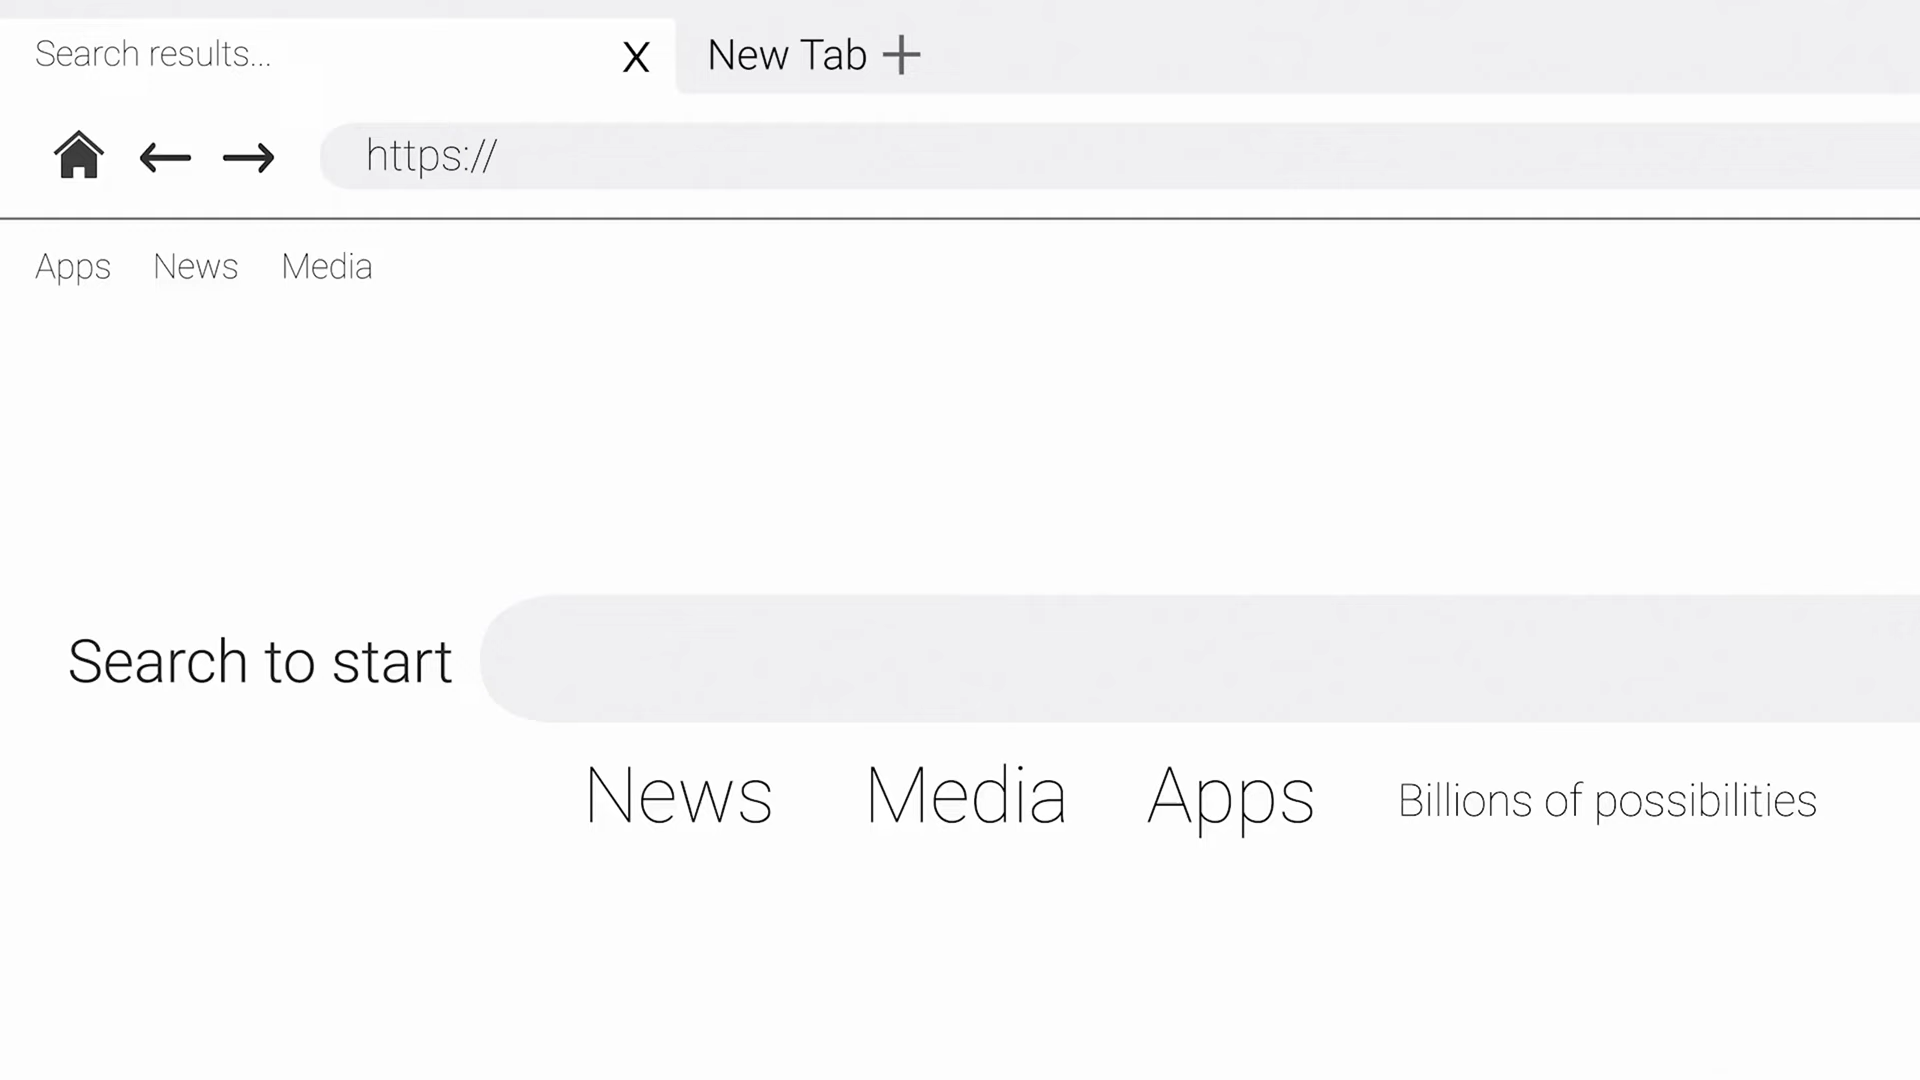 Search results... X New Tab +
https://
Apps News Media
Search to start
News Media Apps Billions of possibilities